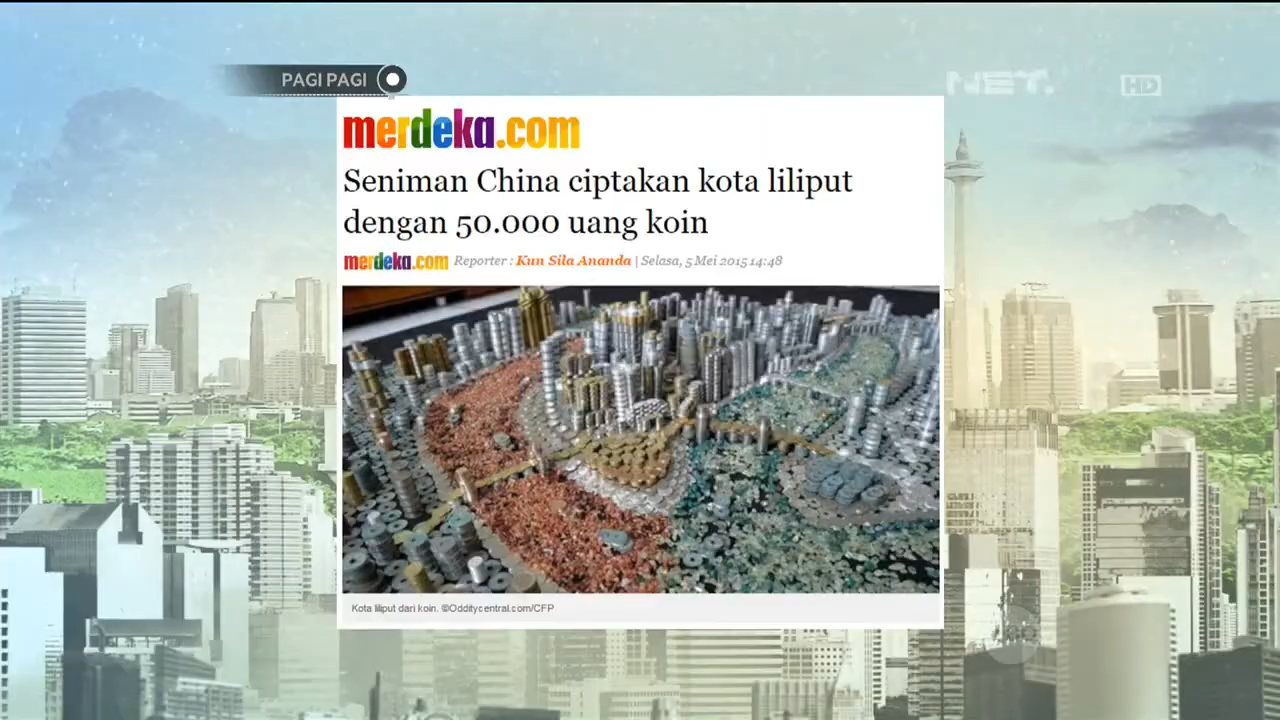 PAGI PAGI
NET.
HD
merdeka.com
Seniman China ciptakan kota liliput
dengan 50.000 uang koin
merdeka.com Reporter : Kun Sila Ananda | Selasa, 5 Mei 2015 14:48
Kota liliput dari koin. ©Odditycentral.com/CFP